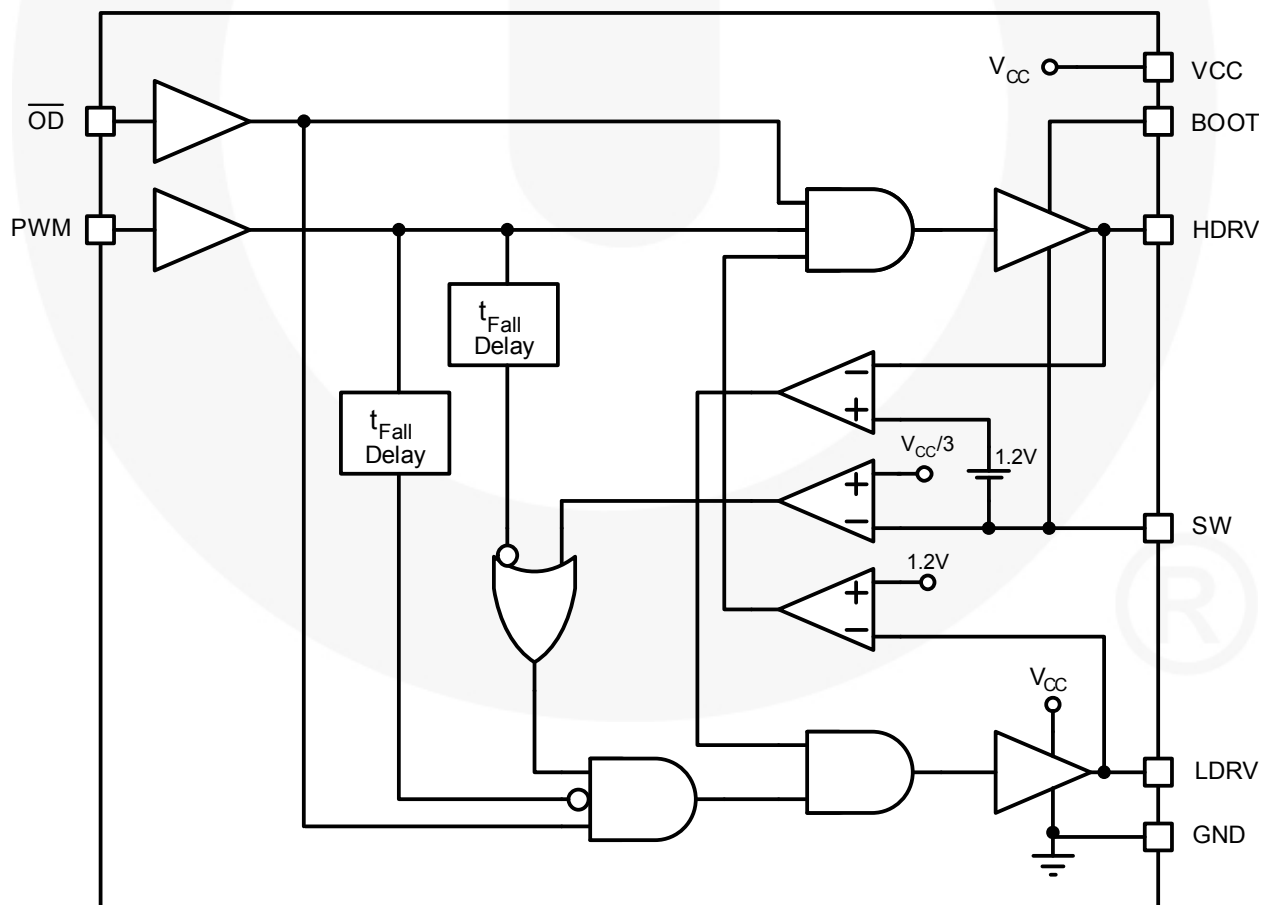 V_CC
VCC
O̅D̅
BOOT
PWM
HDRV
t_Fall
Delay
t_Fall
Delay
−
+
V_CC/3
1.2V
+
−
SW
1.2V
+
−
®
V_CC
LDRV
GND